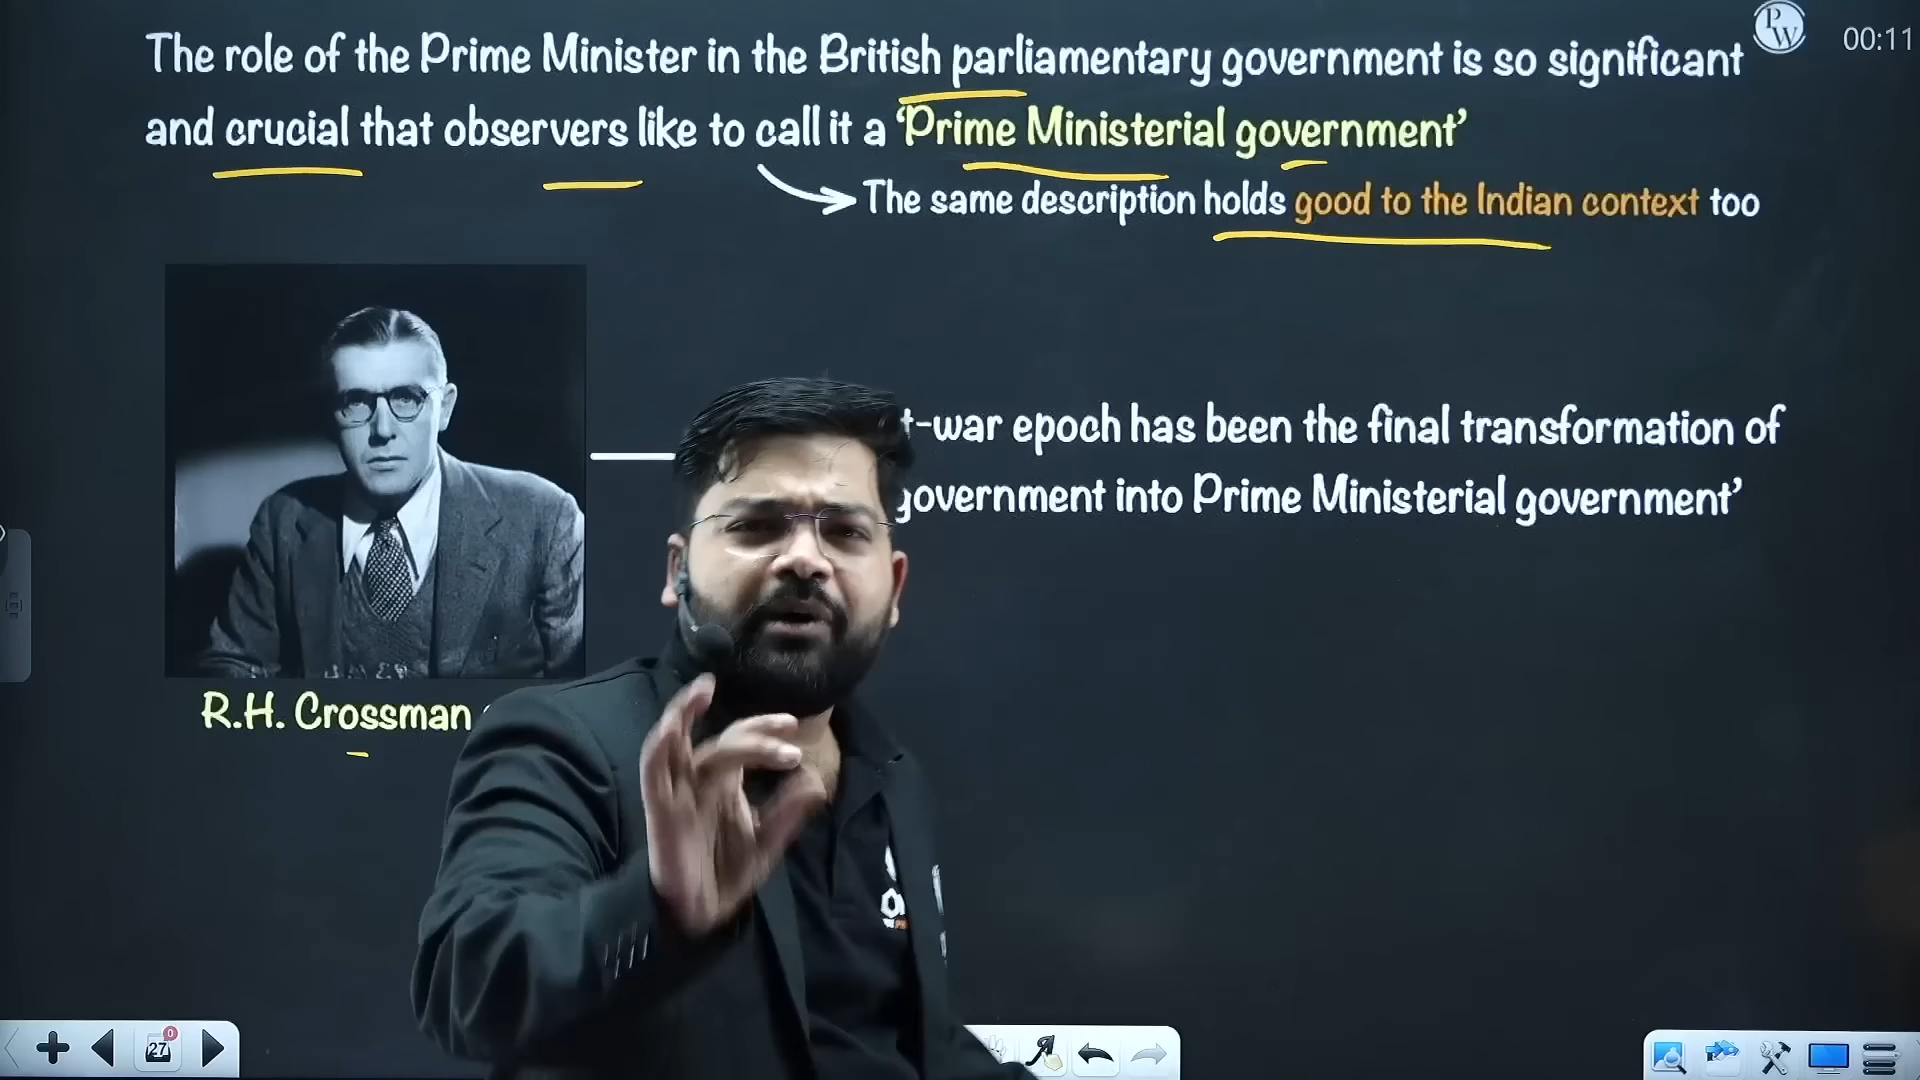 The role of the Prime Minister in the British parliamentary government is so significant
and crucial that observers like to call it a ‘Prime Ministerial government’
The same description holds good to the Indian context too
t-war epoch has been the final transformation of
government into Prime Ministerial government’
R.H. Crossman
PW
00:11
27
0